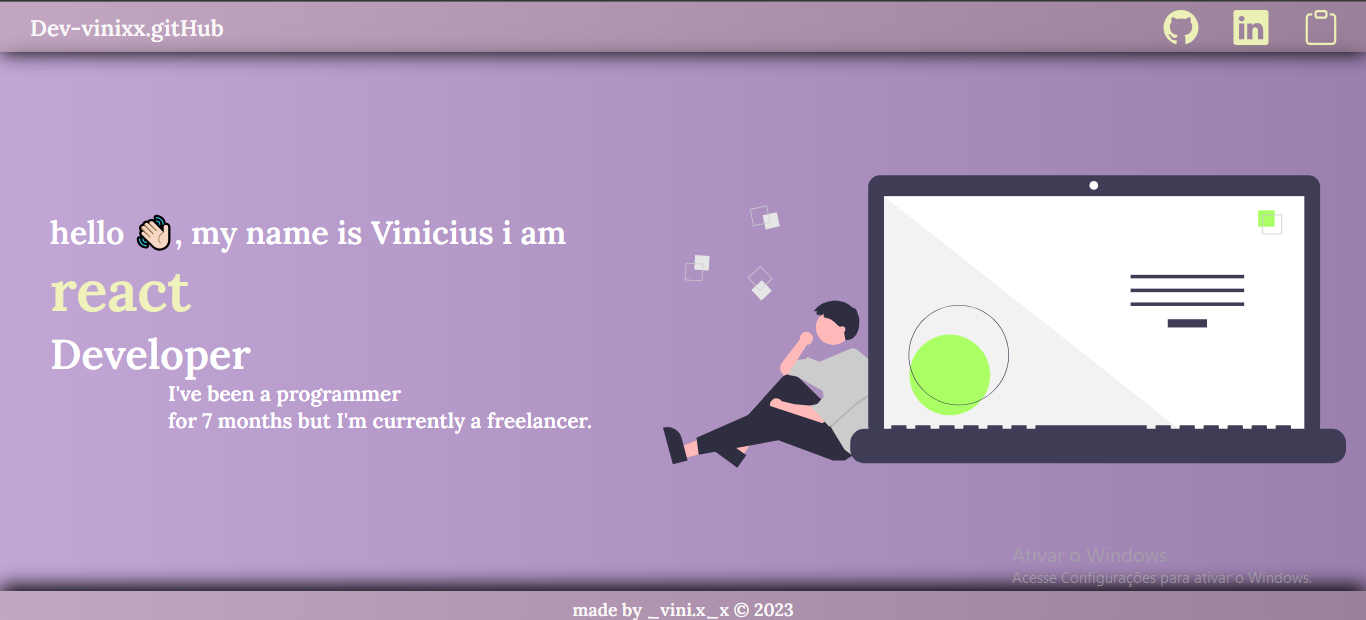 Dev-vinixx.gitHub
hello 👋, my name is Vinicius i am
react
Developer
I've been a programmer
for 7 months but I'm currently a freelancer.
Ativar o Windows
Acesse Configurações para ativar o Windows.
made by _vini.x_x © 2023